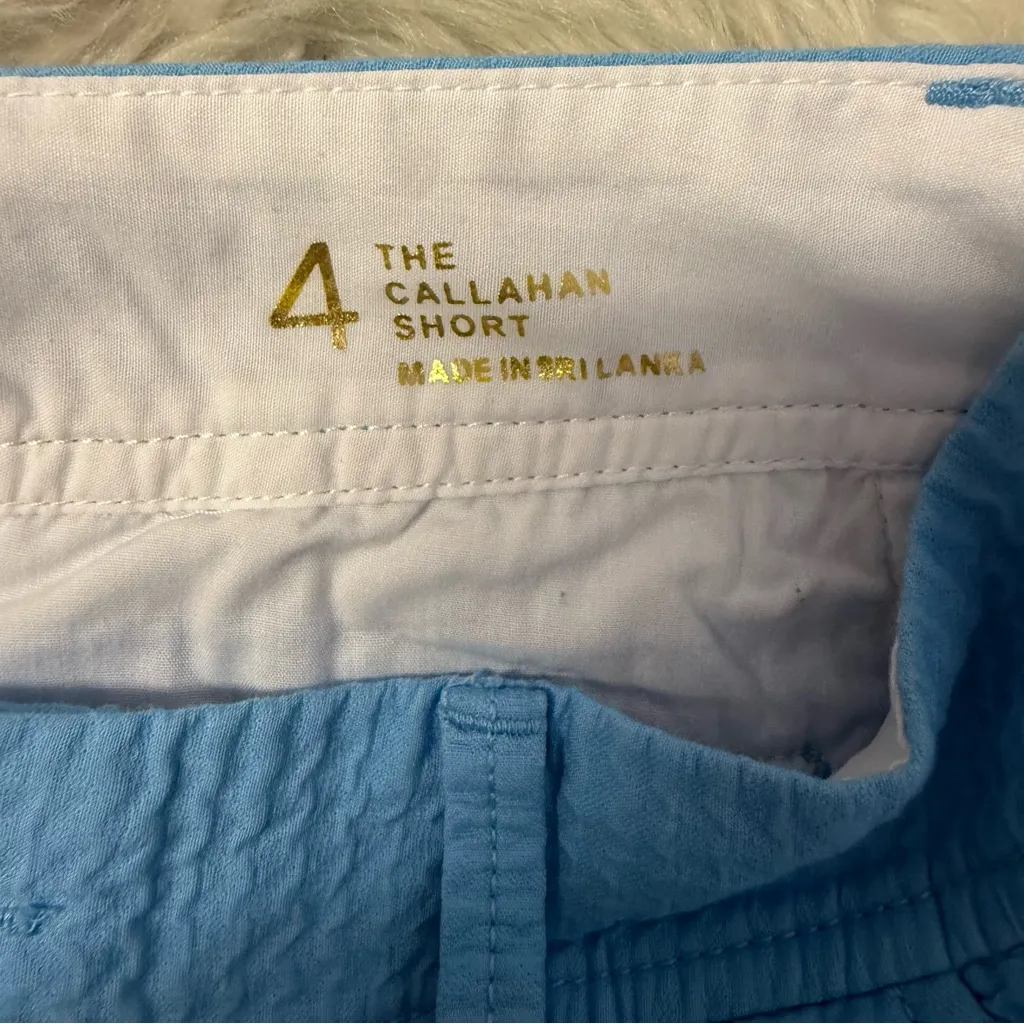 4
THE
CALLAHAN
SHORT
MADE IN SRI LANKA